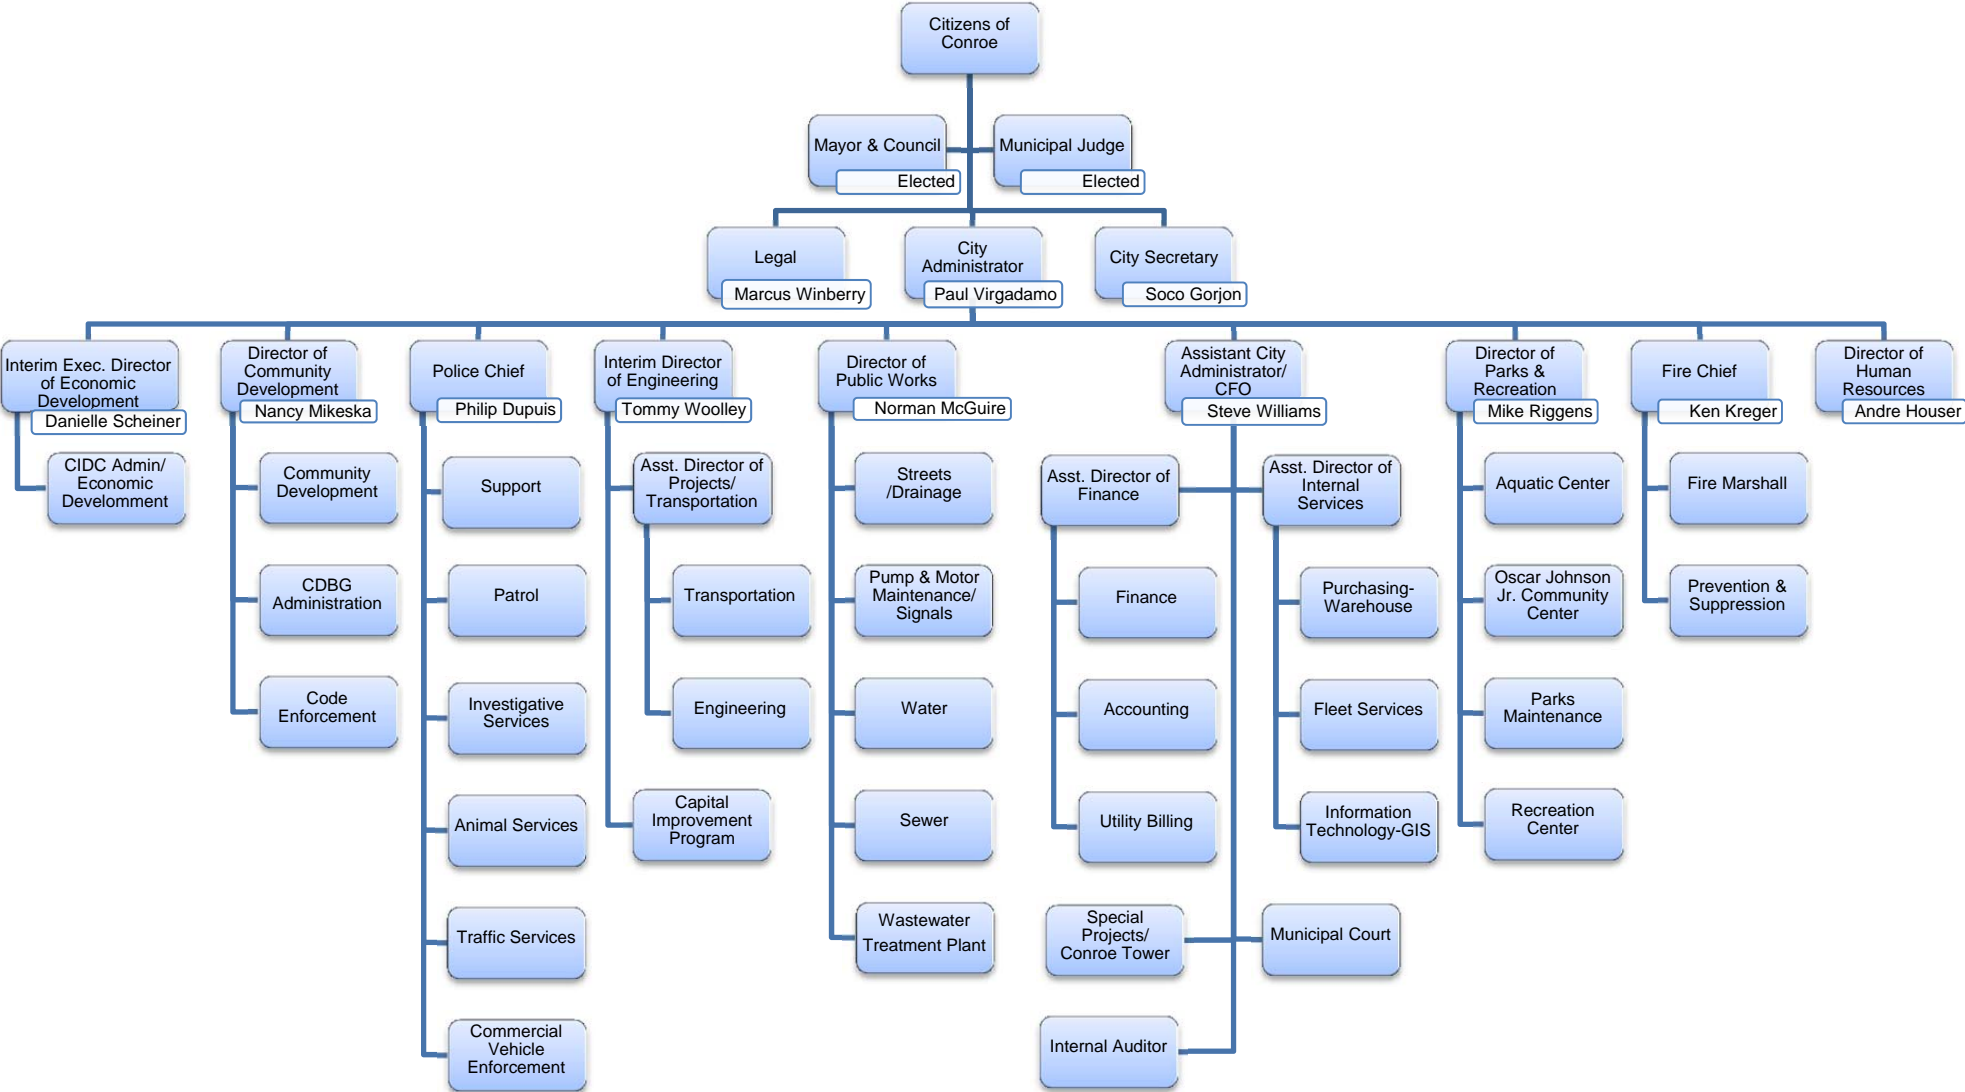 Citizens of
Conroe
Mayor & Council
Elected
Municipal Judge
Elected
Legal
Marcus Winberry
City
Administrator
Paul Virgadamo
City Secretary
Soco Gorjon
Interim Exec. Director
of Economic
Development
Danielle Scheiner
CIDC Admin/
Economic
Develomment
Director of
Community
Development
Nancy Mikeska
Community
Development
CDBG
Administration
Code
Enforcement
Police Chief
Philip Dupuis
Support
Patrol
Investigative
Services
Animal Services
Traffic Services
Commercial
Vehicle
Enforcement
Interim Director
of Engineering
Tommy Woolley
Asst. Director of
Projects/
Transportation
Transportation
Engineering
Capital
Improvement
Program
Director of
Public Works
Norman McGuire
Streets
/Drainage
Pump & Motor
Maintenance/
Signals
Water
Sewer
Wastewater
Treatment Plant
Assistant City
Administrator/
CFO
Steve Williams
Asst. Director of
Finance
Finance
Accounting
Utility Billing
Asst. Director of
Internal
Services
Purchasing-
Warehouse
Fleet Services
Information
Technology-GIS
Special
Projects/
Conroe Tower
Municipal Court
Internal Auditor
Director of
Parks &
Recreation
Mike Riggens
Aquatic Center
Oscar Johnson
Jr. Community
Center
Parks
Maintenance
Recreation
Center
Fire Chief
Ken Kreger
Fire Marshall
Prevention &
Suppression
Director of
Human
Resources
Andre Houser